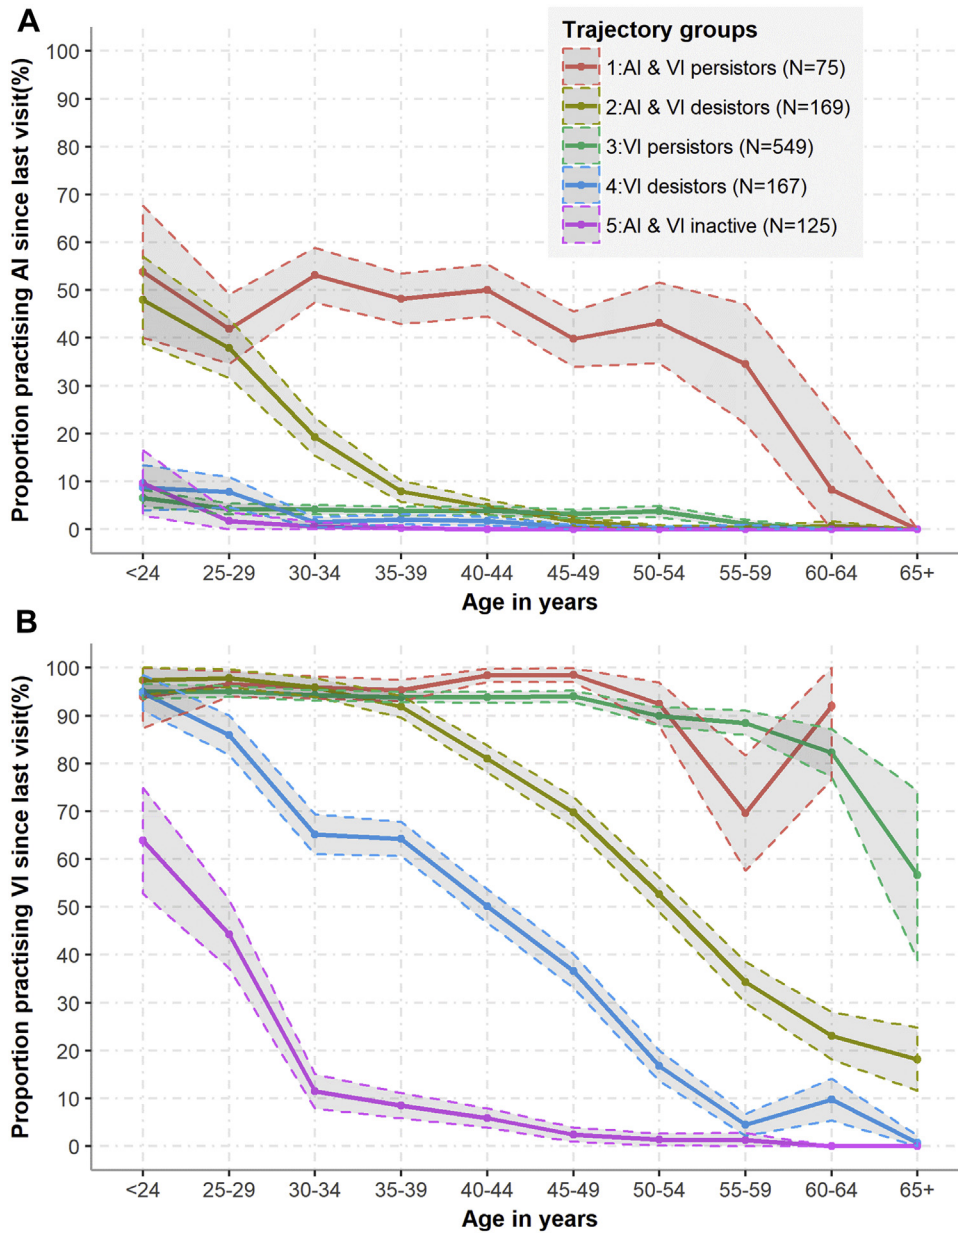 A
Trajectory groups
1:AI & VI persistors (N=75)
2:AI & VI desistors (N=169)
3:VI persistors (N=549)
4:VI desistors (N=167)
5:AI & VI inactive (N=125)
Proportion practising AI since last visit(%)
100
90
80
70
60
50
40
30
20
10
0
<24 25-29 30-34 35-39 40-44 45-49 50-54 55-59 60-64 65+
Age in years
B
Proportion practising VI since last visit(%)
100
90
80
70
60
50
40
30
20
10
0
<24 25-29 30-34 35-39 40-44 45-49 50-54 55-59 60-64 65+
Age in years